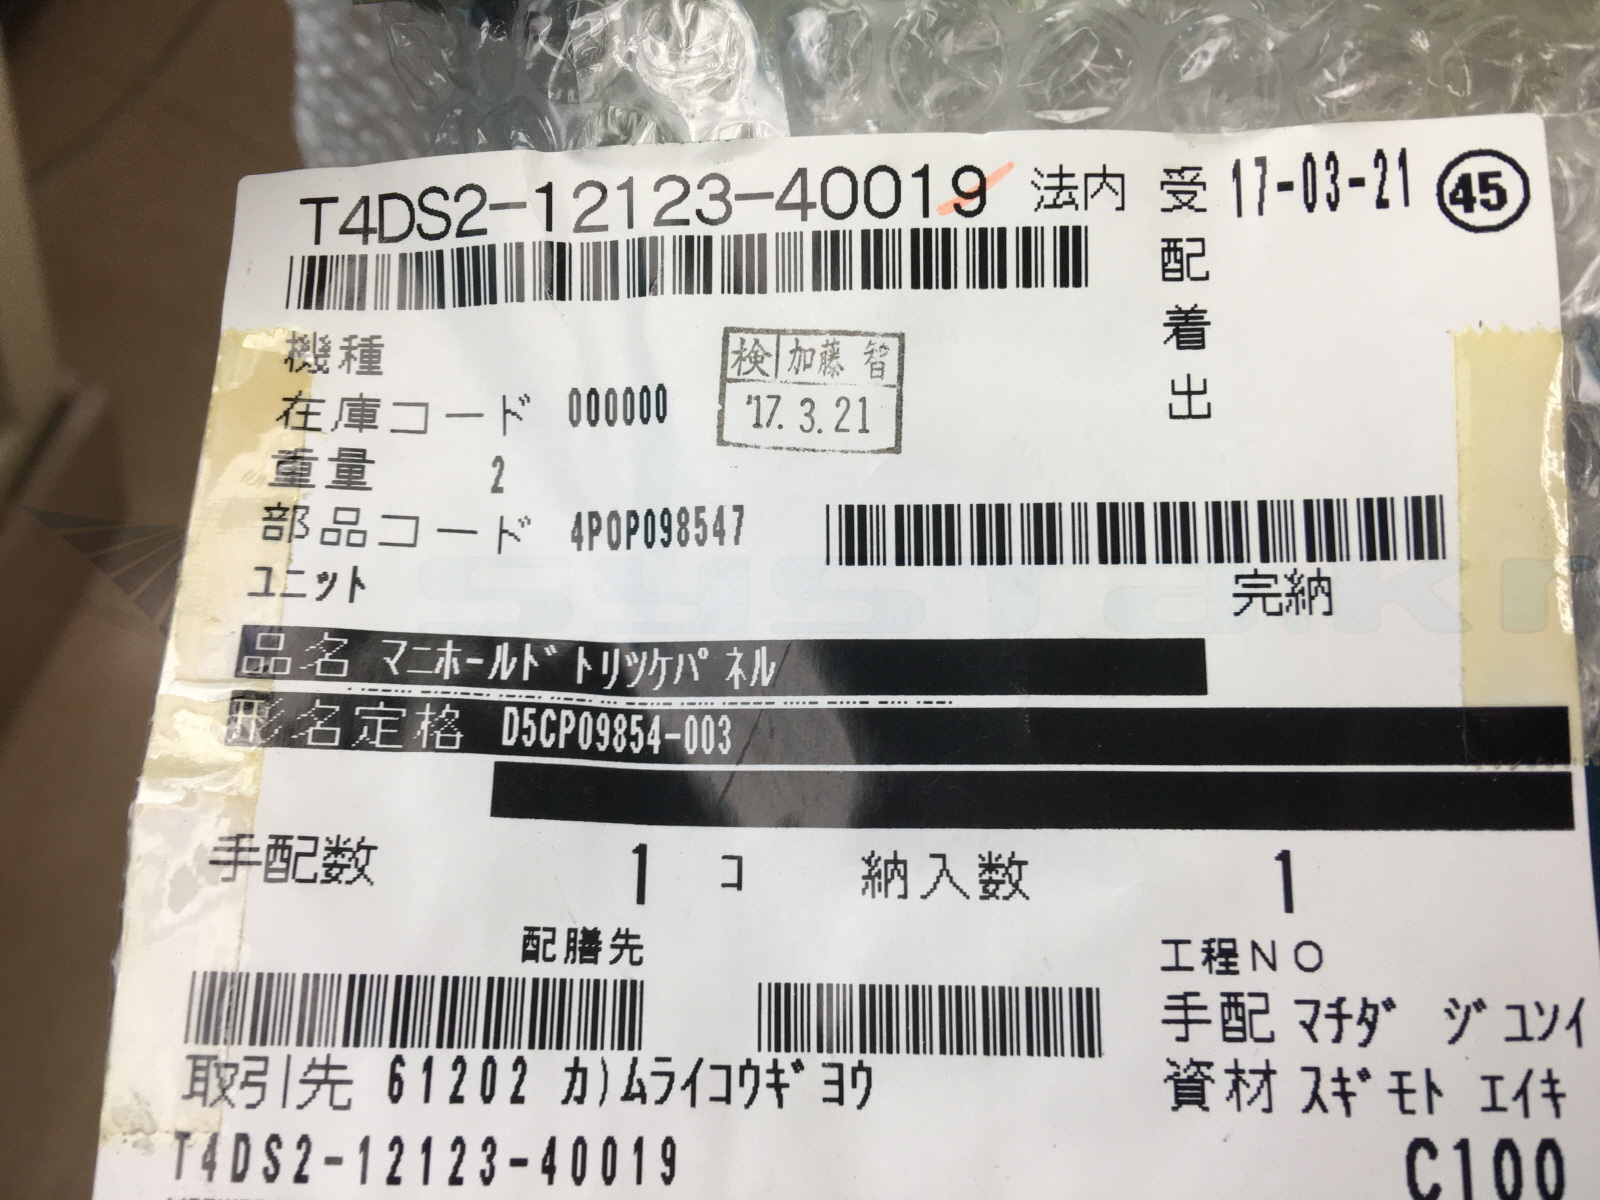 T4DS2-12123-40019 法内 受 17-03-21 45
配
着
出
機種
検 加藤 智
'17.3.21
在庫コード 000000
重量 2
部品コード 4P0P098547
ユニット
完納
品名 マニホールド トリツケパネル
形名定格 D5CP09854-003
手配数 1 コ 納入数 1
配膳先
工程NO
手配 マチダ ジユンイ
資材 スギモト エイキ
取引先 61202 カ)ムライコウギヨウ
T4DS2-12123-40019
C100
systakr